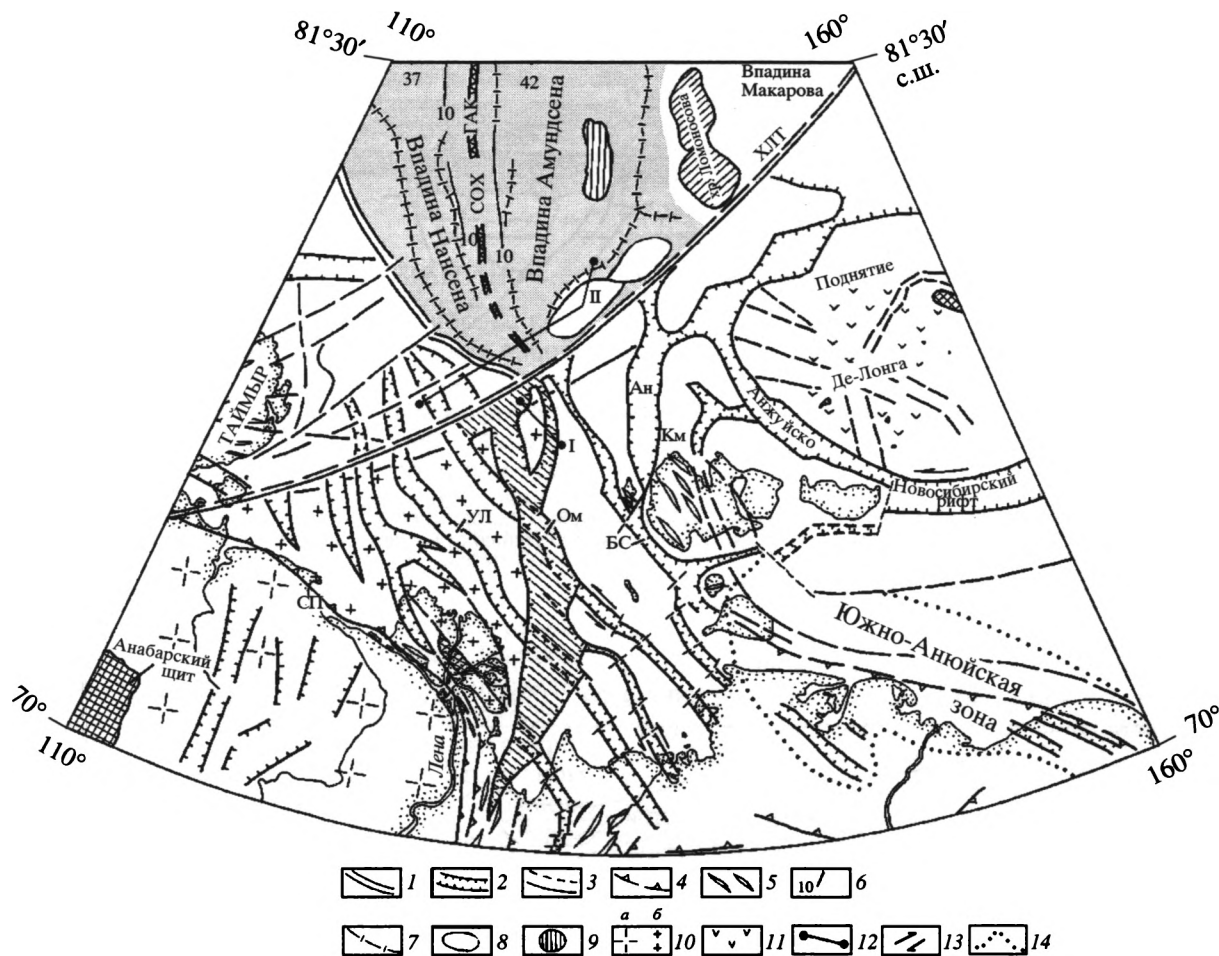 110°
160°
81°30′
81°30′
с.ш.
37
42
10
ГАК
Впадина
Макарова
хр. Ломоносова
ХЛТ
Впадина Нансена
СОХ
Впадина Амундсена
10
10
II
Поднятие
Де-Лонга
ТАЙМЫР
Ан
Анжуйско
Км
I
Новосибирский
рифт
УЛ
Ом
БС
СП
Анабарский
щит
Южно-Анюйская
зона
Лена
70°
110°
70°
160°
1
2
3
4
5
10
6
а
б
7
8
9
10
11
12
13
14